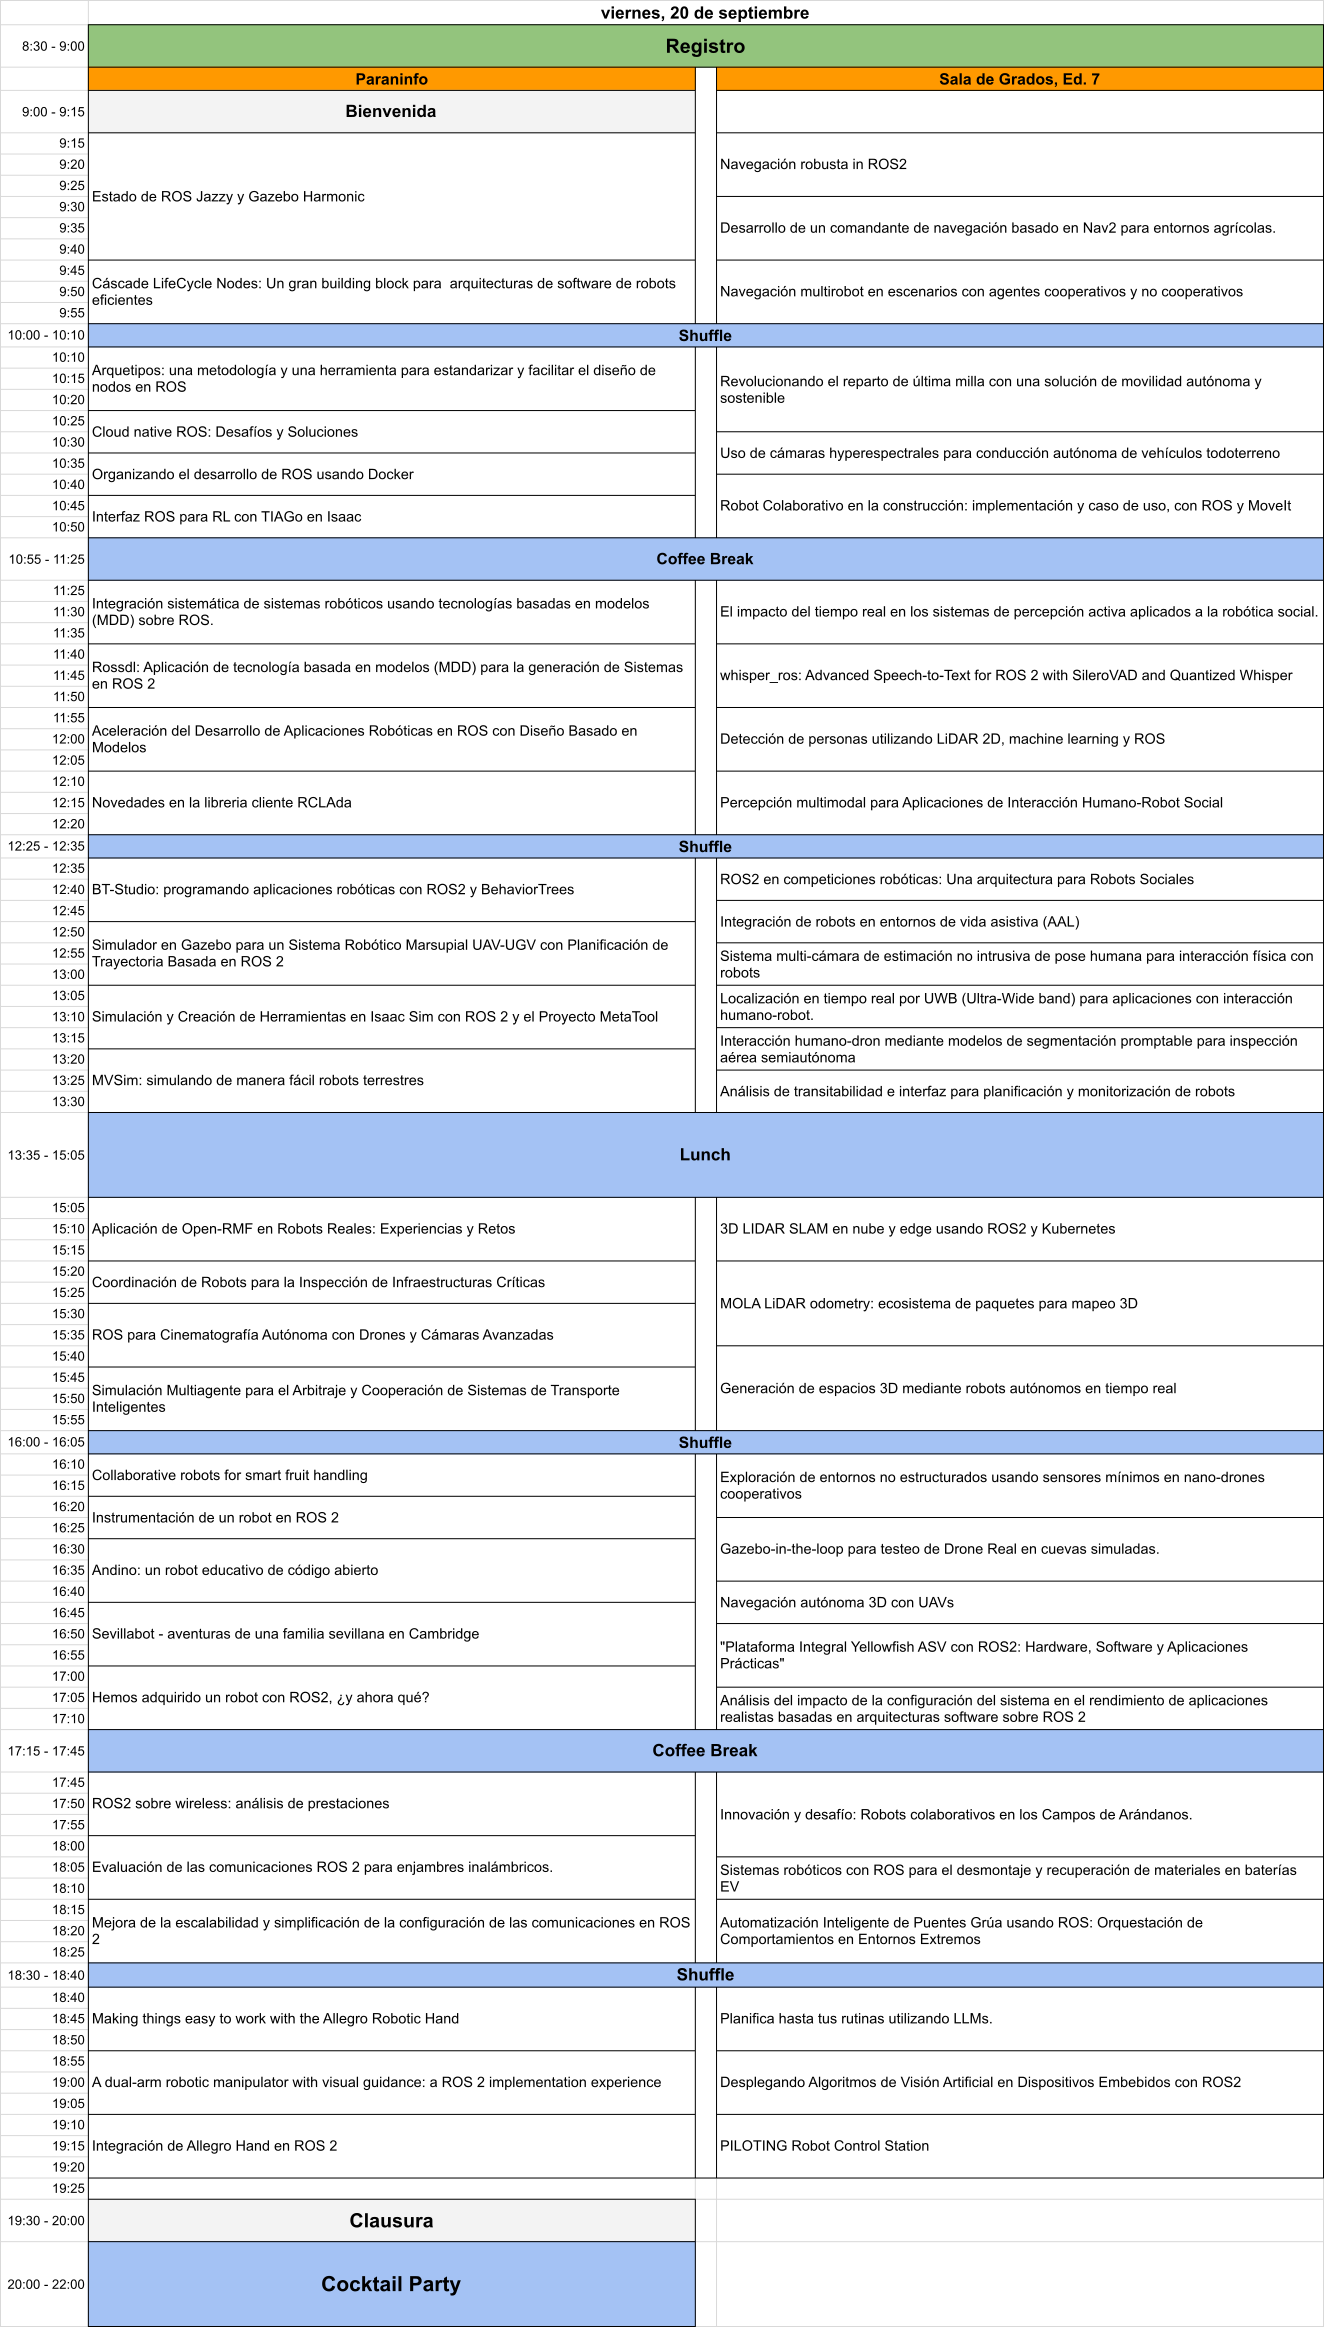 viernes, 20 de septiembre
8:30 - 9:00
Registro
Paraninfo
Sala de Grados, Ed. 7
9:00 - 9:15
Bienvenida
9:15
9:20
9:25
9:30
9:35
9:40
Estado de ROS Jazzy y Gazebo Harmonic
Navegación robusta in ROS2
Desarrollo de un comandante de navegación basado en Nav2 para entornos agrícolas.
9:45
9:50
9:55
Cáscade LifeCycle Nodes: Un gran building block para arquitecturas de software de robots
eficientes
Navegación multirobot en escenarios con agentes cooperativos y no cooperativos
10:00 - 10:10
Shuffle
10:10
10:15
10:20
10:25
10:30
10:35
10:40
10:45
10:50
Arquetipos: una metodología y una herramienta para estandarizar y facilitar el diseño de
nodos en ROS
Cloud native ROS: Desafíos y Soluciones
Organizando el desarrollo de ROS usando Docker
Interfaz ROS para RL con TIAGo en Isaac
Revolucionando el reparto de última milla con una solución de movilidad autónoma y
sostenible
Uso de cámaras hyperespectrales para conducción autónoma de vehículos todoterreno
Robot Colaborativo en la construcción: implementación y caso de uso, con ROS y MoveIt
10:55 - 11:25
Coffee Break
11:25
11:30
11:35
11:40
11:45
11:50
11:55
12:00
12:05
12:10
12:15
12:20
Integración sistemática de sistemas robóticos usando tecnologías basadas en modelos
(MDD) sobre ROS.
Rossdl: Aplicación de tecnología basada en modelos (MDD) para la generación de Sistemas
en ROS 2
Aceleración del Desarrollo de Aplicaciones Robóticas en ROS con Diseño Basado en
Modelos
Novedades en la libreria cliente RCLAda
El impacto del tiempo real en los sistemas de percepción activa aplicados a la robótica social.
whisper_ros: Advanced Speech-to-Text for ROS 2 with SileroVAD and Quantized Whisper
Detección de personas utilizando LiDAR 2D, machine learning y ROS
Percepción multimodal para Aplicaciones de Interacción Humano-Robot Social
12:25 - 12:35
Shuffle
12:35
12:40
12:45
12:50
12:55
13:00
13:05
13:10
13:15
13:20
13:25
13:30
BT-Studio: programando aplicaciones robóticas con ROS2 y BehaviorTrees
Simulador en Gazebo para un Sistema Robótico Marsupial UAV-UGV con Planificación de
Trayectoria Basada en ROS 2
Simulación y Creación de Herramientas en Isaac Sim con ROS 2 y el Proyecto MetaTool
MVSim: simulando de manera fácil robots terrestres
ROS2 en competiciones robóticas: Una arquitectura para Robots Sociales
Integración de robots en entornos de vida asistiva (AAL)
Sistema multi-cámara de estimación no intrusiva de pose humana para interacción física con
robots
Localización en tiempo real por UWB (Ultra-Wide band) para aplicaciones con interacción
humano-robot.
Interacción humano-dron mediante modelos de segmentación promptable para inspección
aérea semiautónoma
Análisis de transitabilidad e interfaz para planificación y monitorización de robots
13:35 - 15:05
Lunch
15:05
15:10
15:15
15:20
15:25
15:30
15:35
15:40
15:45
15:50
15:55
Aplicación de Open-RMF en Robots Reales: Experiencias y Retos
Coordinación de Robots para la Inspección de Infraestructuras Críticas
ROS para Cinematografía Autónoma con Drones y Cámaras Avanzadas
Simulación Multiagente para el Arbitraje y Cooperación de Sistemas de Transporte
Inteligentes
3D LIDAR SLAM en nube y edge usando ROS2 y Kubernetes
MOLA LiDAR odometry: ecosistema de paquetes para mapeo 3D
Generación de espacios 3D mediante robots autónomos en tiempo real
16:00 - 16:05
Shuffle
16:10
16:15
16:20
16:25
16:30
16:35
16:40
16:45
16:50
16:55
17:00
17:05
17:10
Collaborative robots for smart fruit handling
Instrumentación de un robot en ROS 2
Andino: un robot educativo de código abierto
Sevillabot - aventuras de una familia sevillana en Cambridge
Hemos adquirido un robot con ROS2, ¿y ahora qué?
Exploración de entornos no estructurados usando sensores mínimos en nano-drones
cooperativos
Gazebo-in-the-loop para testeo de Drone Real en cuevas simuladas.
Navegación autónoma 3D con UAVs
"Plataforma Integral Yellowfish ASV con ROS2: Hardware, Software y Aplicaciones
Prácticas"
Análisis del impacto de la configuración del sistema en el rendimiento de aplicaciones
realistas basadas en arquitecturas software sobre ROS 2
17:15 - 17:45
Coffee Break
17:45
17:50
17:55
18:00
18:05
18:10
18:15
18:20
18:25
ROS2 sobre wireless: análisis de prestaciones
Evaluación de las comunicaciones ROS 2 para enjambres inalámbricos.
Mejora de la escalabilidad y simplificación de la configuración de las comunicaciones en ROS
2
Innovación y desafío: Robots colaborativos en los Campos de Arándanos.
Sistemas robóticos con ROS para el desmontaje y recuperación de materiales en baterías
EV
Automatización Inteligente de Puentes Grúa usando ROS: Orquestación de
Comportamientos en Entornos Extremos
18:30 - 18:40
Shuffle
18:40
18:45
18:50
18:55
19:00
19:05
19:10
19:15
19:20
19:25
Making things easy to work with the Allegro Robotic Hand
A dual-arm robotic manipulator with visual guidance: a ROS 2 implementation experience
Integración de Allegro Hand en ROS 2
Planifica hasta tus rutinas utilizando LLMs.
Desplegando Algoritmos de Visión Artificial en Dispositivos Embebidos con ROS2
PILOTING Robot Control Station
19:30 - 20:00
Clausura
20:00 - 22:00
Cocktail Party